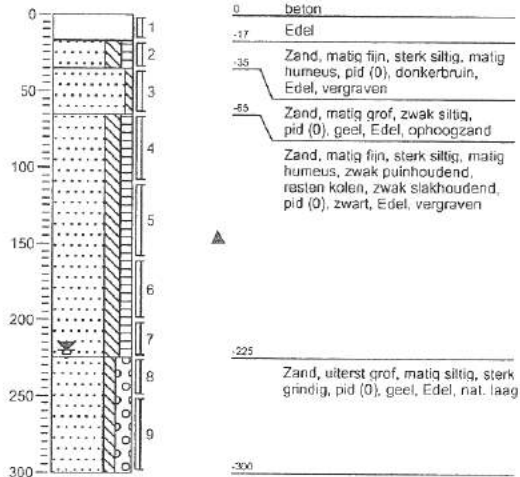 0
50
100
150
200
250
300
1
2
3
4
5
6
7
8
9
0 beton
Edel
-17
Zand, matig fijn, sterk siltig, matig
-35
humeus, pid (0), donkerbruin,
Edel, vergraven
-65
Zand, matig grof, zwak siltig,
pid (0), geel, Edel, ophoogzand
Zand, matig fijn, sterk siltig, matig
humeus, zwak puinhoudend,
resten kolen, zwak slakhoudend,
pid (0), zwart, Edel, vergraven
-225
Zand, uiterst grof, matig siltig, sterk
grindig, pid (0), geel, Edel, nat. laag
-300